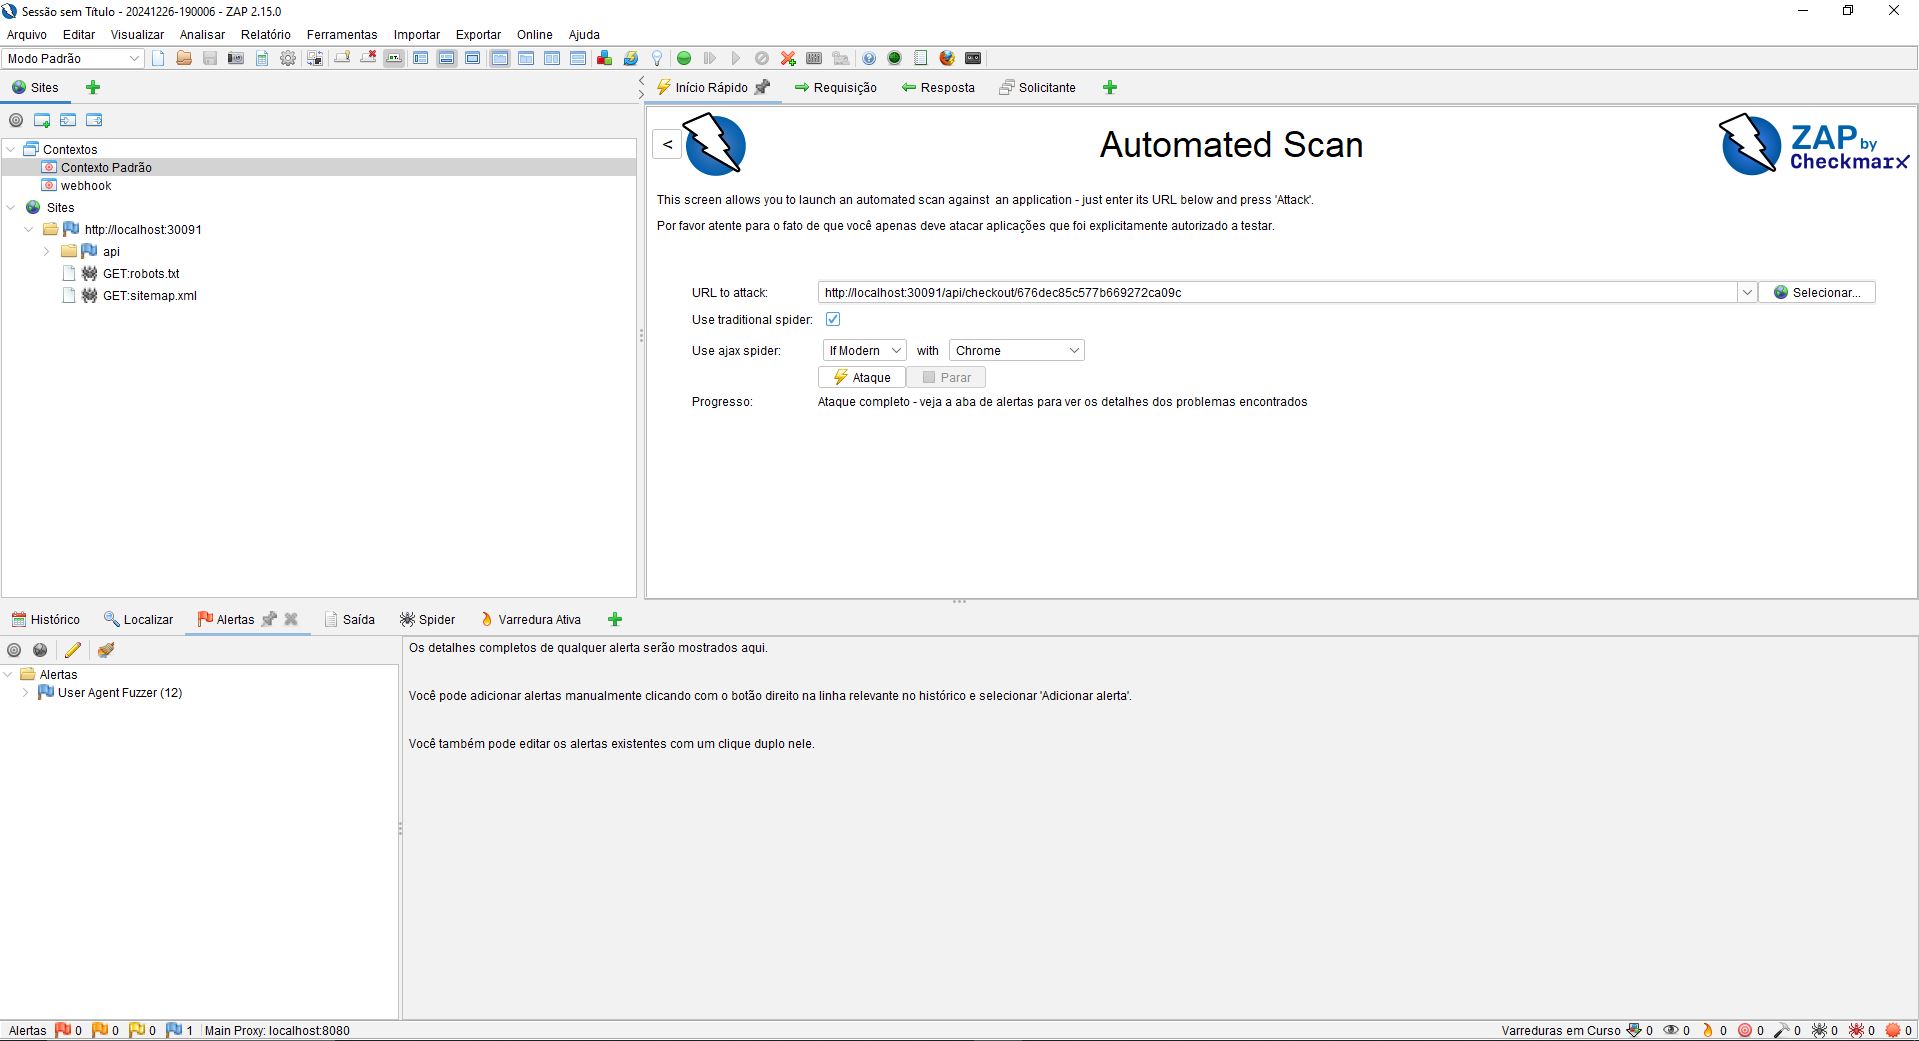 Sessão sem Título - 20241226-190006 - ZAP 2.15.0
Arquivo Editar Visualizar Analisar Relatório Ferramentas Importar Exportar Online Ajuda
Modo Padrão
Sites
Início Rápido Requisição Resposta Solicitante
Contextos
Contexto Padrão
webhook
Sites
http://localhost:30091
api
GET:robots.txt
GET:sitemap.xml
<
Automated Scan
ZAP by
Checkmarx
This screen allows you to launch an automated scan against an application - just enter its URL below and press 'Attack'.
Por favor atente para o fato de que você apenas deve atacar aplicações que foi explicitamente autorizado a testar.
URL to attack: http://localhost:30091/api/checkout/676dec85c577b669272ca09c Selecionar...
Use traditional spider:
Use ajax spider: If Modern with Chrome
Ataque Parar
Progresso: Ataque completo - veja a aba de alertas para ver os detalhes dos problemas encontrados
Histórico Localizar Alertas Saída Spider Varredura Ativa
Alertas
User Agent Fuzzer (12)
Os detalhes completos de qualquer alerta serão mostrados aqui.
Você pode adicionar alertas manualmente clicando com o botão direito na linha relevante no histórico e selecionar 'Adicionar alerta'.
Você também pode editar os alertas existentes com um clique duplo nele.
Alertas 0 0 0 1 Main Proxy: localhost:8080 Varreduras em Curso 0 0 0 0 0 0 0 0